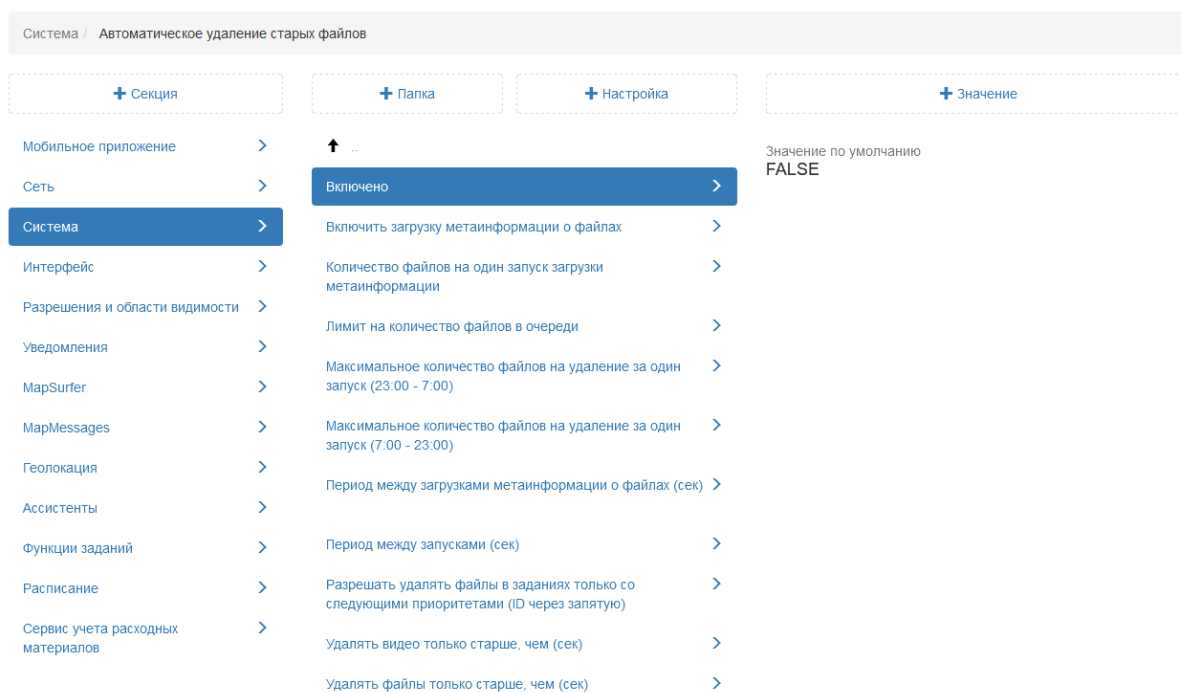 Система / Автоматическое удаление старых файлов
+ Секция
+ Папка
+ Настройка
+ Значение
Мобильное приложение
Сеть
Система
Интерфейс
Разрешения и области видимости
Уведомления
MapSurfer
MapMessages
Геолокация
Ассистенты
Функции заданий
Расписание
Сервис учета расходных
материалов
..
Включено
Включить загрузку метаинформации о файлах
Количество файлов на один запуск загрузки
метаинформации
Лимит на количество файлов в очереди
Максимальное количество файлов на удаление за один
запуск (23:00 - 7:00)
Максимальное количество файлов на удаление за один
запуск (7:00 - 23:00)
Период между загрузками метаинформации о файлах (сек)
Период между запусками (сек)
Разрешать удалять файлы в заданиях только со
следующими приоритетами (ID через запятую)
Удалять видео только старше, чем (сек)
Удалять файлы только старше, чем (сек)
Значение по умолчанию
FALSE